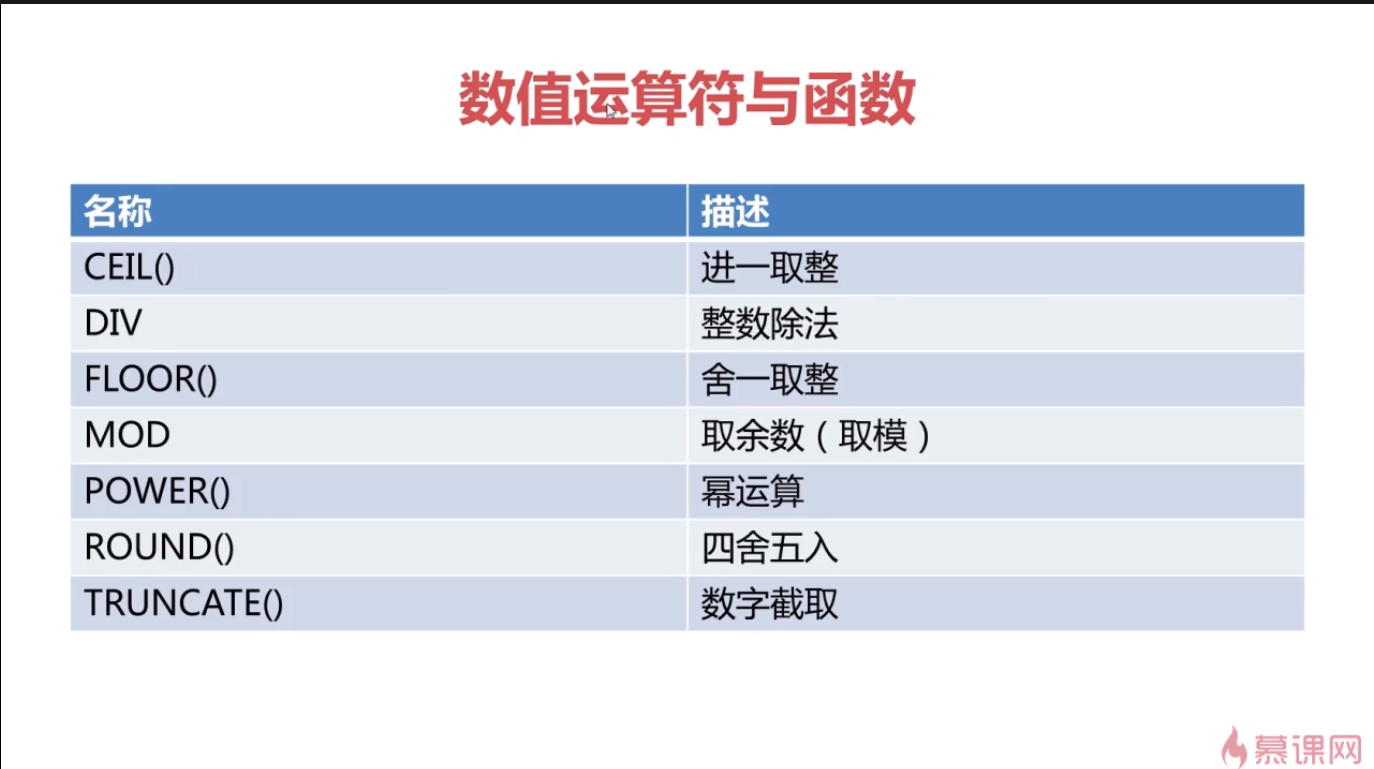 数值运算符与函数
名称 描述
CEIL() 进一取整
DIV 整数除法
FLOOR() 舍一取整
MOD 取余数（取模）
POWER() 幂运算
ROUND() 四舍五入
TRUNCATE() 数字截取
慕课网